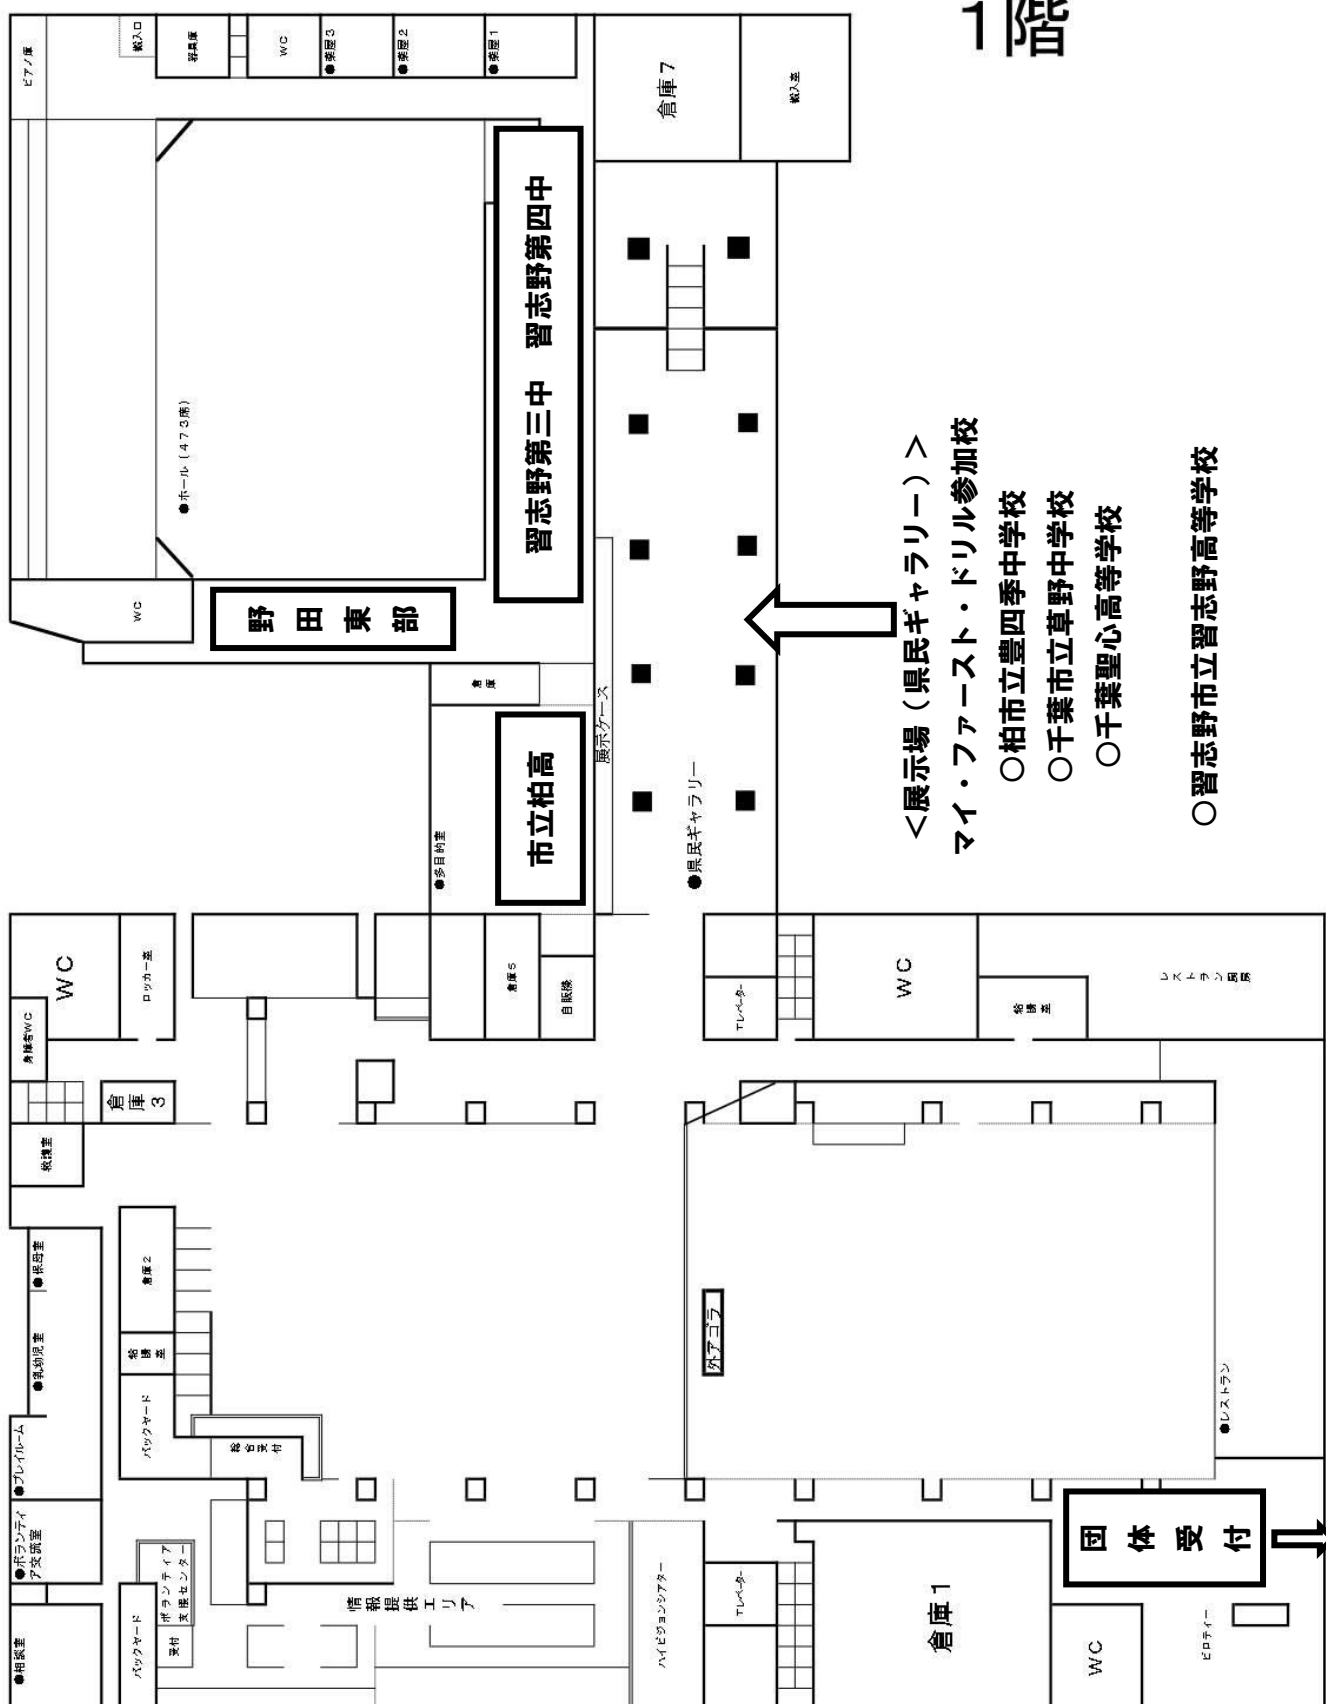 1階
ピアノ庫
搬入口
器具庫
WC
●楽屋3
●楽屋2
●楽屋1
倉庫7
搬入室
●ホール(473席)
習志野第三中　習志野第四中
WC
野田東部
倉庫
市立柏高
展示ケース
●多目的室
●県民ギャラリー
＜展示場（県民ギャラリー）＞
マイ・ファースト・ドリル参加校
○柏市立豊四季中学校
○千葉市立草野中学校
○千葉聖心高等学校
○習志野市立習志野高等学校
WC
ロッカー室
身障者WC
倉庫3
救護室
倉庫5
自販機
エレベーター
WC
給湯室
レストラン厨房
●保母室
●乳幼児室
●プレイルーム
●ボランティア交流室
●相談室
倉庫2
給湯室
バックヤード
総合受付
外アゴラ
●レストラン
ボランティア
支援センター
受付
バックヤード
情報提供エリア
ハイビジョンシアター
エレベーター
倉庫1
団体受付
WC
ピロティー